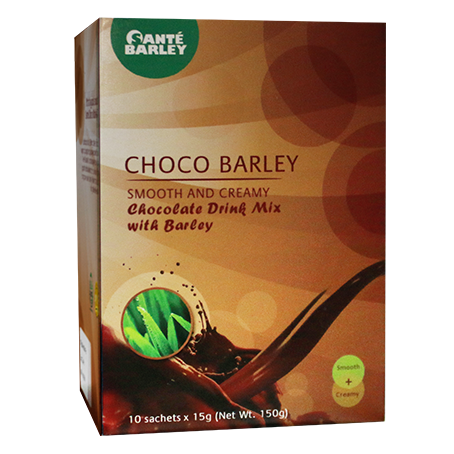 SANTÉ
BARLEY
CHOCO BARLEY
SMOOTH AND CREAMY
Chocolate Drink Mix
with Barley
Smooth
+
Creamy
10 sachets x 15g (Net Wt. 150g)